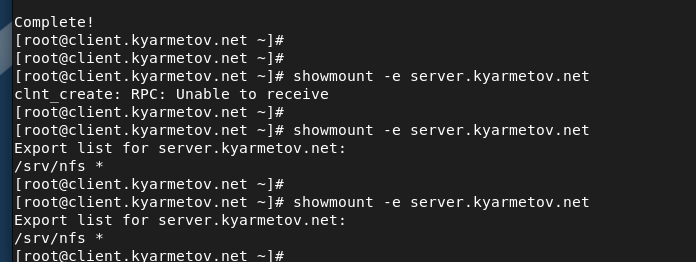 Complete!
[root@client.kyarmetov.net ~]#
[root@client.kyarmetov.net ~]#
[root@client.kyarmetov.net ~]# showmount -e server.kyarmetov.net
clnt_create: RPC: Unable to receive
[root@client.kyarmetov.net ~]#
[root@client.kyarmetov.net ~]# showmount -e server.kyarmetov.net
Export list for server.kyarmetov.net:
/srv/nfs *
[root@client.kyarmetov.net ~]#
[root@client.kyarmetov.net ~]# showmount -e server.kyarmetov.net
Export list for server.kyarmetov.net:
/srv/nfs *
[root@client.kyarmetov.net ~]#